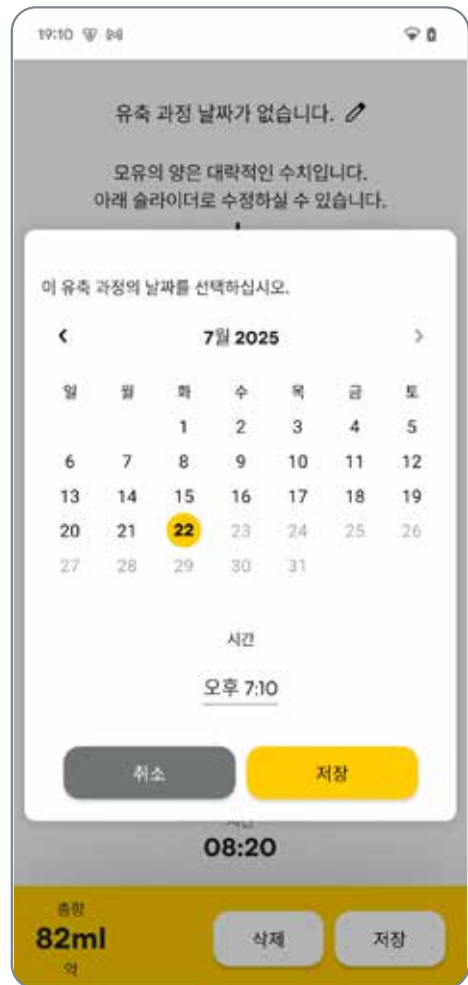 19:10
유축 과정 날짜가 없습니다.
모유의 양은 대략적인 수치입니다.
아래 슬라이더로 수정하실 수 있습니다.
이 유축 과정의 날짜를 선택하십시오.
7월 2025
일 월 화 수 목 금 토
1 2 3 4 5
6 7 8 9 10 11 12
13 14 15 16 17 18 19
20 21 22 23 24 25 26
27 28 29 30 31
시간
오후 7:10
취소 저장
08:20
총량
82ml
약
삭제 저장